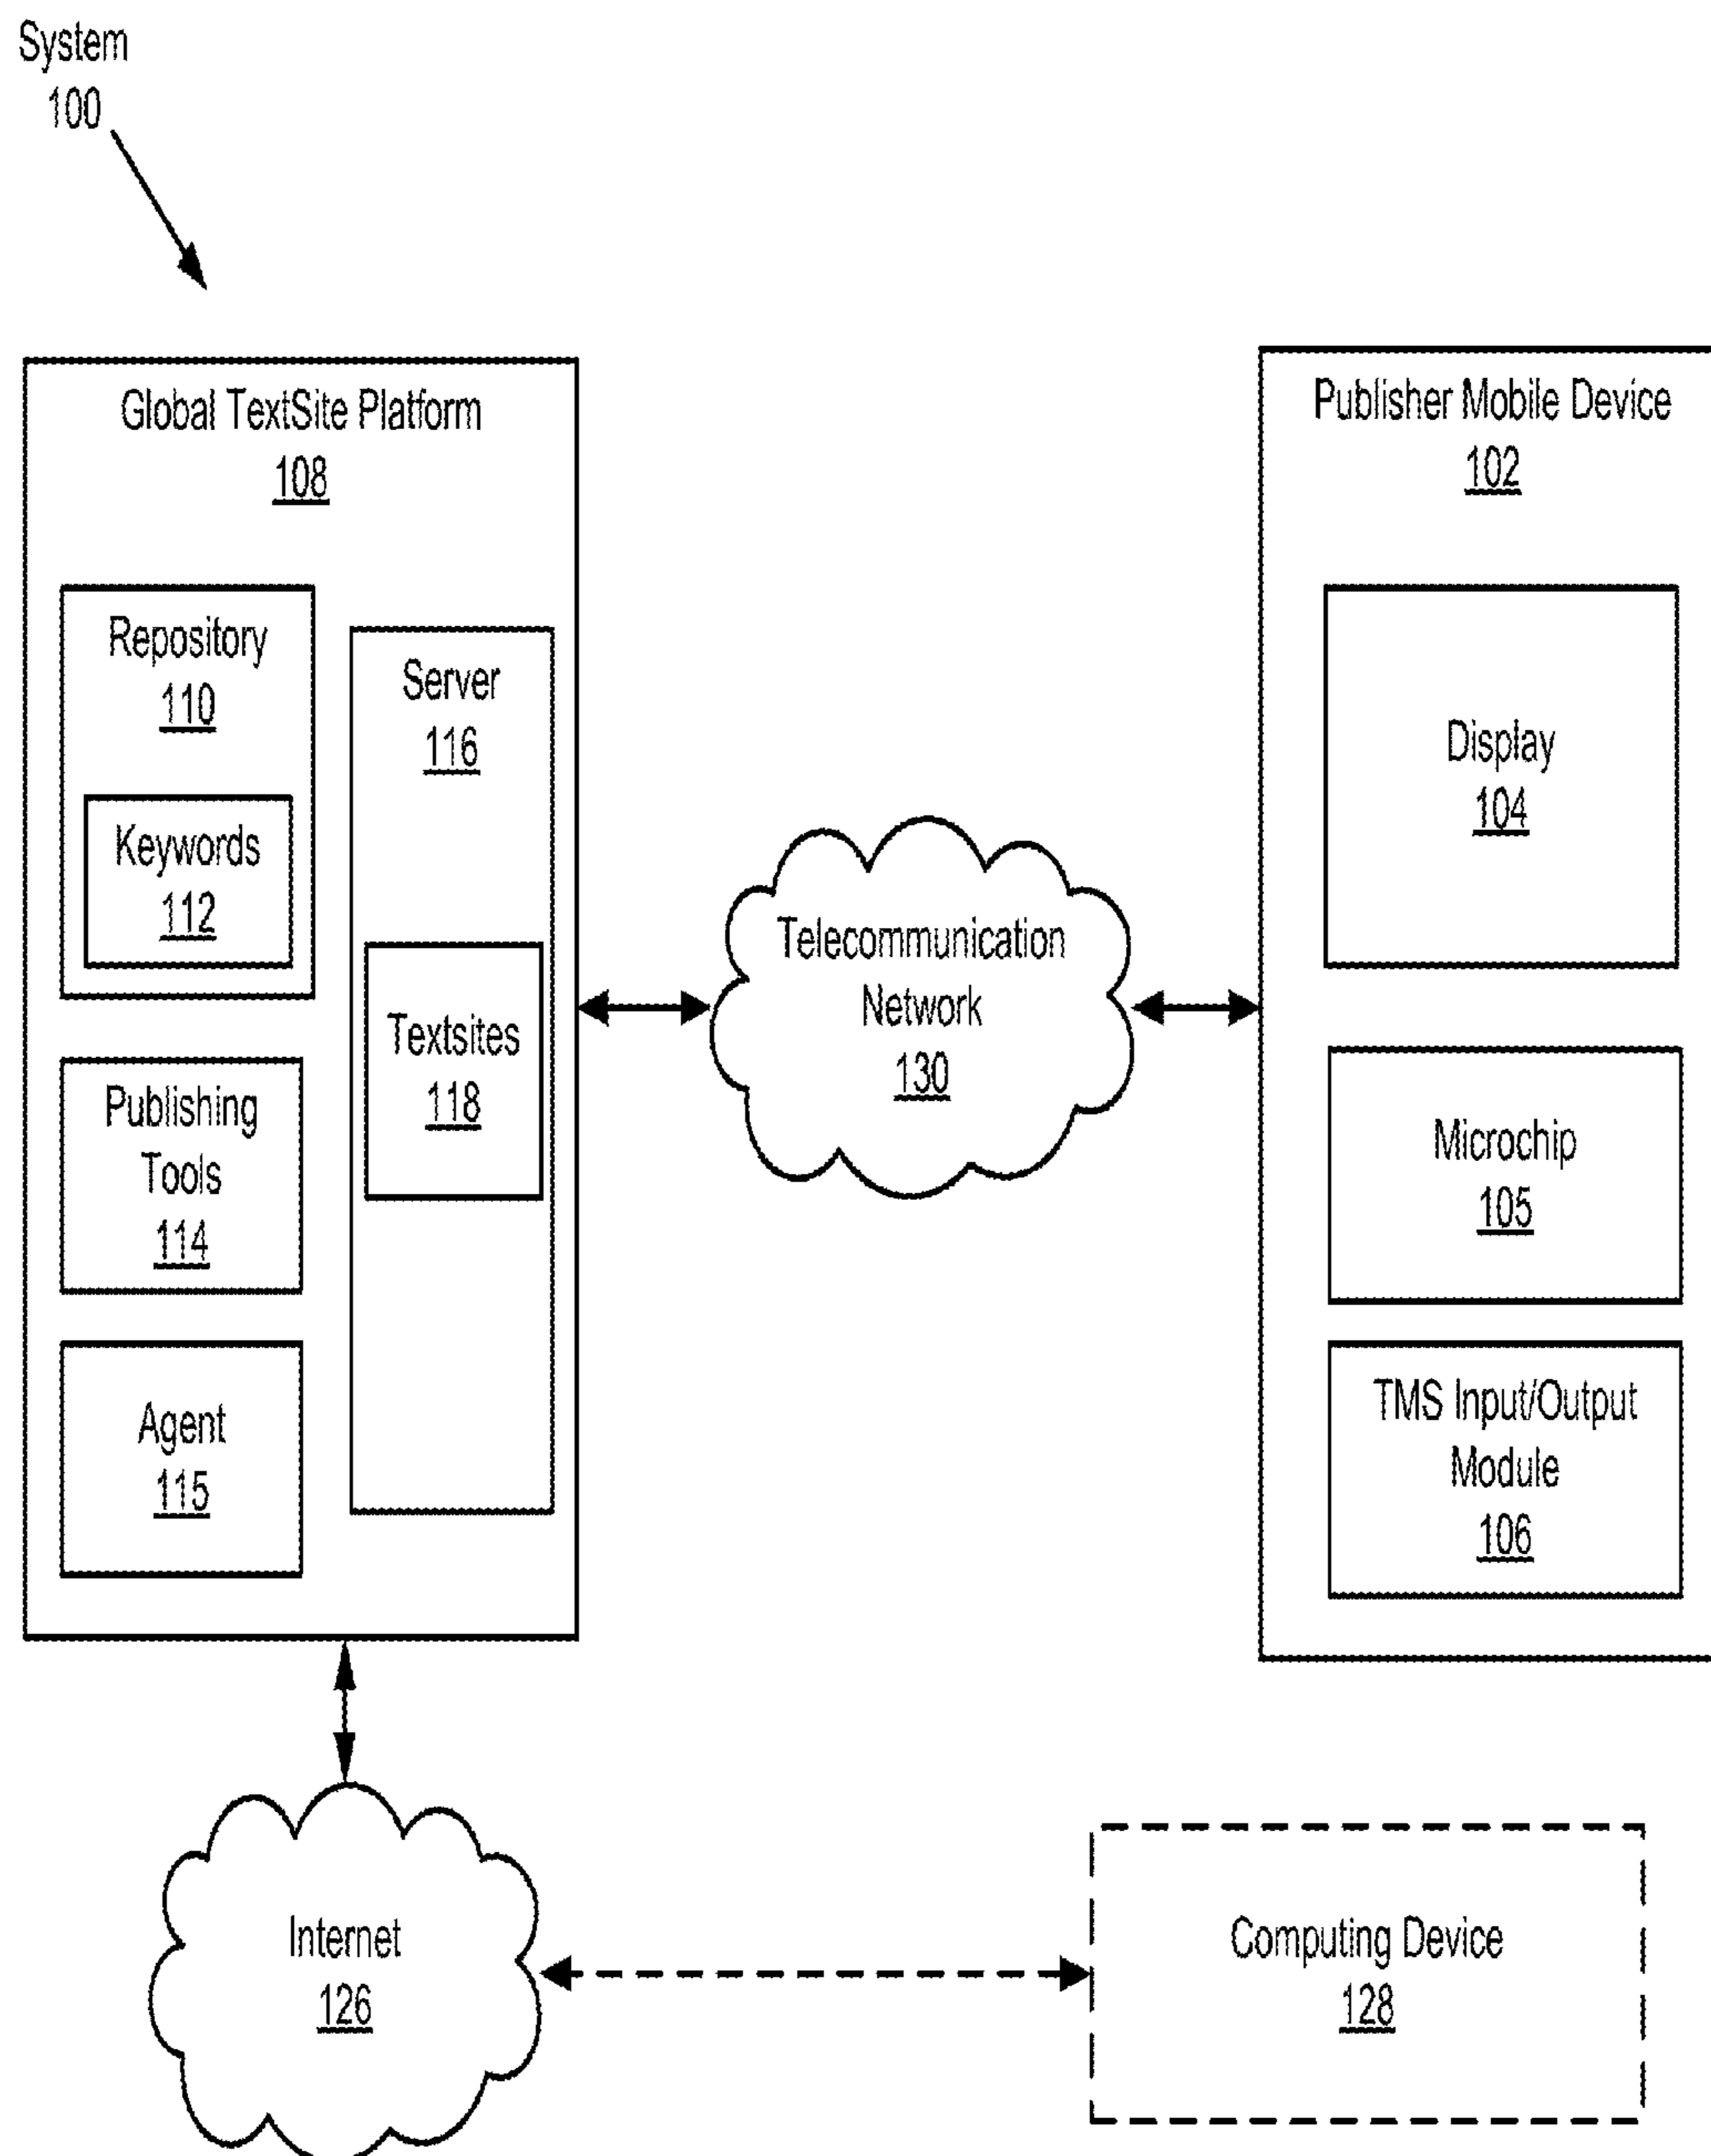 System
100
Global TextSite Platform
108
Repository
110
Keywords
112
Server
116
Textsites
118
Publishing
Tools
114
Agent
115
Telecommunication
Network
130
Publisher Mobile Device
102
Display
104
Microchip
105
TMS Input/Output
Module
106
Internet
126
Computing Device
128